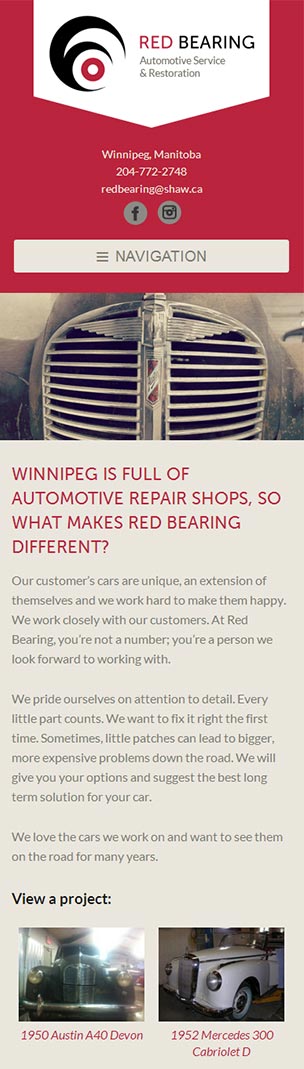 RED BEARING
Automotive Service
& Restoration
Winnipeg, Manitoba
204-772-2748
redbearing@shaw.ca
NAVIGATION
WINNIPEG IS FULL OF
AUTOMOTIVE REPAIR SHOPS, SO
WHAT MAKES RED BEARING
DIFFERENT?
Our customer's cars are unique, an extension of
themselves and we work hard to make them happy.
We work closely with our customers. At Red
Bearing, you're not a number; you're a person we
look forward to working with.
We pride ourselves on attention to detail. Every
little part counts. We want to fix it right the first
time. Sometimes, little patches can lead to bigger,
more expensive problems down the road. We will
give you your options and suggest the best long
term solution for your car.
We love the cars we work on and want to see them
on the road for many years.
View a project:
1950 Austin A40 Devon
1952 Mercedes 300
Cabriolet D